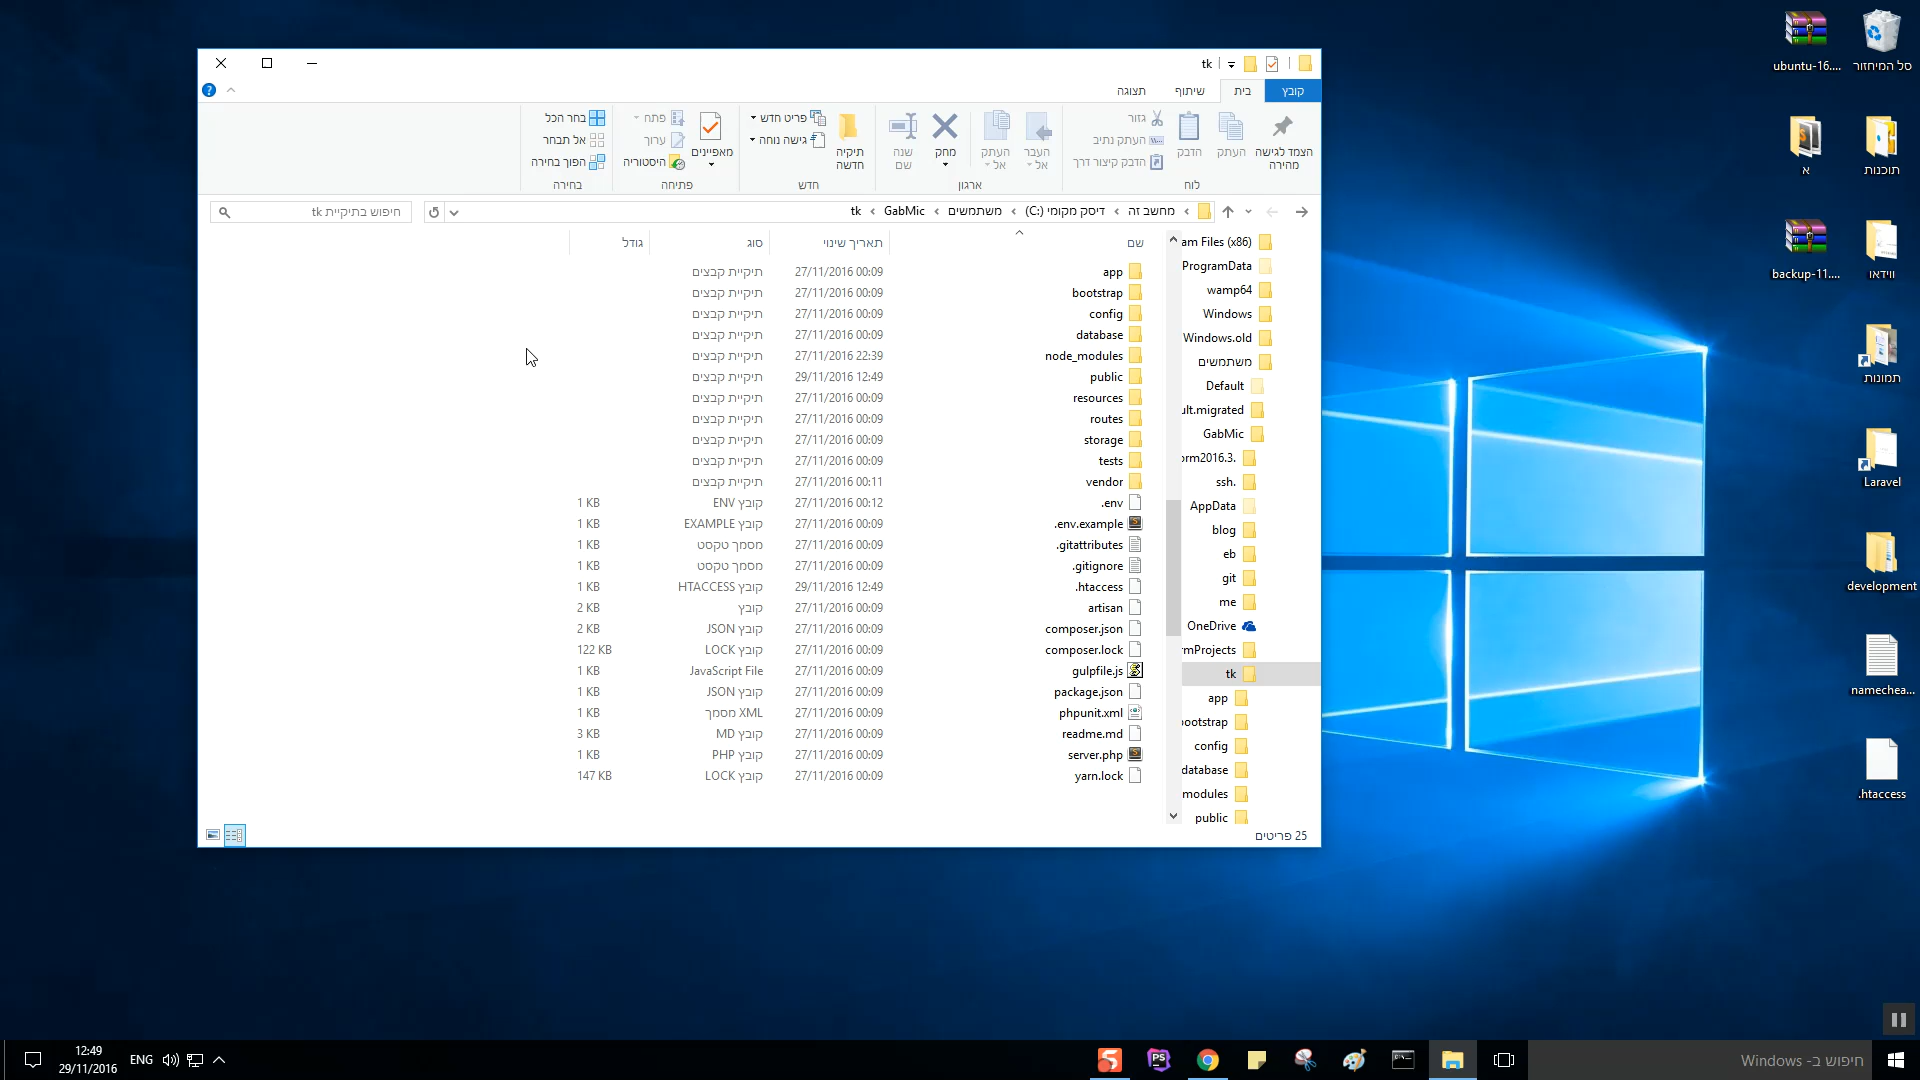 tk
קובץ
בית
שיתוף
תצוגה
הצמד לגישה מהירה
העתק
הדבק
גזור
העתק נתיב
הדבק קיצור דרך
לוח
העבר אל
העתק אל
מחק
שנה שם
ארגון
תיקיה חדשה
פריט חדש
גישה נוחה
חדש
מאפיינים
פתח
ערוך
היסטוריה
פתיחה
בחר הכל
אל תבחר
הפוך בחירה
בחירה
מחשב זה
דיסק מקומי (C:)
משתמשים
GabMic
tk
חיפוש בתיקיית tk
שם
תאריך שינוי
סוג
גודל
app 27/11/2016 00:09 תיקיית קבצים
bootstrap 27/11/2016 00:09 תיקיית קבצים
config 27/11/2016 00:09 תיקיית קבצים
database 27/11/2016 00:09 תיקיית קבצים
node_modules 27/11/2016 22:39 תיקיית קבצים
public 29/11/2016 12:49 תיקיית קבצים
resources 27/11/2016 00:09 תיקיית קבצים
routes 27/11/2016 00:09 תיקיית קבצים
storage 27/11/2016 00:09 תיקיית קבצים
tests 27/11/2016 00:09 תיקיית קבצים
vendor 27/11/2016 00:11 תיקיית קבצים
.env 27/11/2016 00:12 קובץ ENV 1 KB
.env.example 27/11/2016 00:09 קובץ EXAMPLE 1 KB
.gitattributes 27/11/2016 00:09 מסמך טקסט 1 KB
.gitignore 27/11/2016 00:09 מסמך טקסט 1 KB
.htaccess 29/11/2016 12:49 קובץ HTACCESS 1 KB
artisan 27/11/2016 00:09 קובץ 2 KB
composer.json 27/11/2016 00:09 קובץ JSON 2 KB
composer.lock 27/11/2016 00:09 קובץ LOCK 122 KB
gulpfile.js 27/11/2016 00:09 JavaScript File 1 KB
package.json 27/11/2016 00:09 קובץ JSON 1 KB
phpunit.xml 27/11/2016 00:09 מסמך XML 1 KB
readme.md 27/11/2016 00:09 קובץ MD 3 KB
server.php 27/11/2016 00:09 קובץ PHP 1 KB
yarn.lock 27/11/2016 00:09 קובץ LOCK 147 KB
am Files (x86)
ProgramData
wamp64
Windows
Windows.old
משתמשים
Default
ult.migrated
GabMic
orm2016.3.
ssh.
AppData
blog
eb
git
me
OneDrive
rmProjects
tk
app
bootstrap
config
database
modules
public
25 פריטים
סל המיחזור
ubuntu-16....
תוכנות
א
ווידאו
backup-11....
תמונות
Laravel
development
namechea...
.htaccess
חיפוש ב- Windows
ENG
12:49
29/11/2016